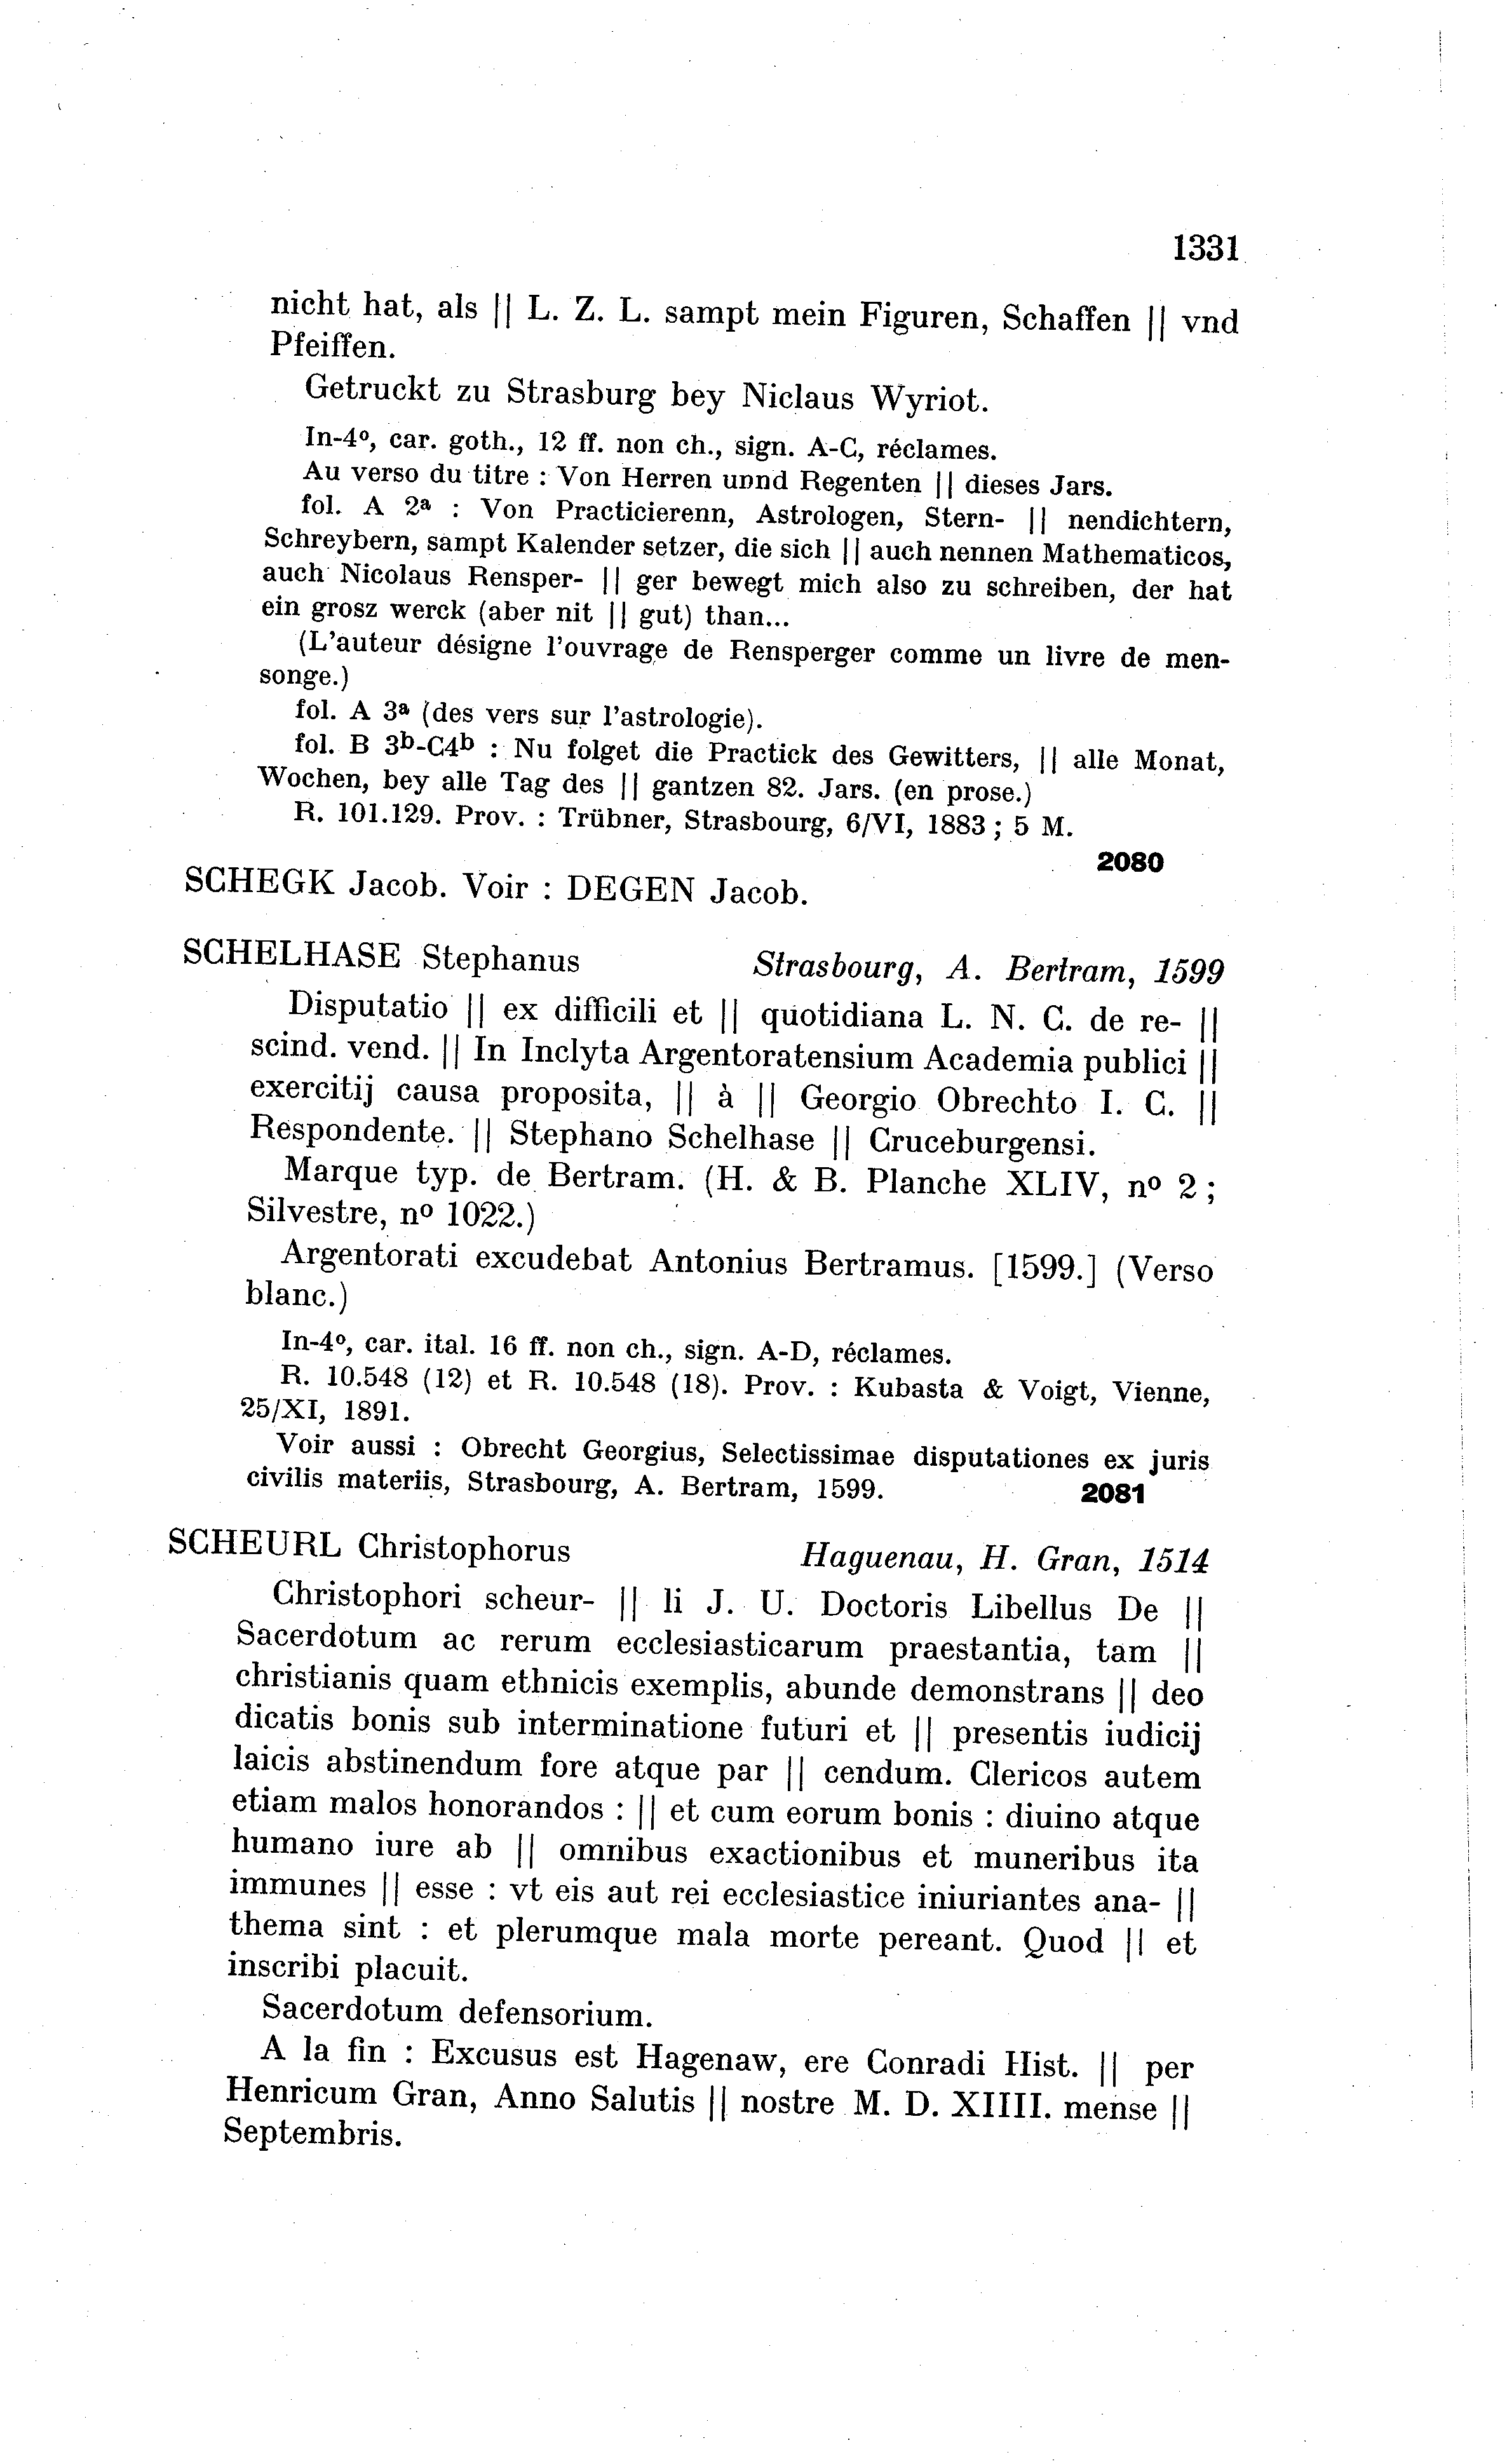 1331
nicht hat, als || L. Z. L. sampt mein Figuren, Schaffen || vnd
Pfeiffen.
Getruckt zu Strasburg bey Niclaus Wyriot.
In-4º, car. goth., 12 ff. non ch., sign. A-C, réclames.
Au verso du titre : Von Herren unnd Regenten || dieses Jars.
fol. A 2ª : Von Practicierenn, Astrologen, Stern- || nendichtern,
Schreybern, sampt Kalender setzer, die sich || auch nennen Mathematicos,
auch Nicolaus Rensper- || ger bewegt mich also zu schreiben, der hat
ein grosz werck (aber nit || gut) than...
(L'auteur désigne l'ouvrage de Rensperger comme un livre de men-
songe.)
fol. A 3ª (des vers sur l'astrologie).
fol. B 3ᵇ-C4ᵇ : Nu folget die Practick des Gewitters, || alle Monat,
Wochen, bey alle Tag des || gantzen 82. Jars. (en prose.)
R. 101.129. Prov. : Trübner, Strasbourg, 6/VI, 1883 ; 5 M.
2080
SCHEGK Jacob. Voir : DEGEN Jacob.
SCHELHASE Stephanus Strasbourg, A. Bertram, 1599
Disputatio || ex difficili et || quotidiana L. N. C. de re- ||
scind. vend. || In Inclyta Argentoratensium Academia publici ||
exercitij causa proposita, || à || Georgio Obrechto I. C. ||
Respondente. || Stephano Schelhase || Cruceburgensi.
Marque typ. de Bertram. (H. & B. Planche XLIV, nº 2 ;
Silvestre, nº 1022.)
Argentorati excudebat Antonius Bertramus. [1599.] (Verso
blanc.)
In-4º, car. ital. 16 ff. non ch., sign. A-D, réclames.
R. 10.548 (12) et R. 10.548 (18). Prov. : Kubasta & Voigt, Vienne,
25/XI, 1891.
Voir aussi : Obrecht Georgius, Selectissimae disputationes ex juris
civilis materiis, Strasbourg, A. Bertram, 1599. 2081
SCHEURL Christophorus Haguenau, H. Gran, 1514
Christophori scheur- || li J. U. Doctoris Libellus De ||
Sacerdotum ac rerum ecclesiasticarum praestantia, tam ||
christianis quam ethnicis exemplis, abunde demonstrans || deo
dicatis bonis sub interminatione futuri et || presentis iudicij
laicis abstinendum fore atque par || cendum. Clericos autem
etiam malos honorandos : || et cum eorum bonis : diuino atque
humano iure ab || omnibus exactionibus et muneribus ita
immunes || esse : vt eis aut rei ecclesiastice iniuriantes ana- ||
thema sint : et plerumque mala morte pereant. Quod || et
inscribi placuit.
Sacerdotum defensorium.
A la fin : Excusus est Hagenaw, ere Conradi Hist. || per
Henricum Gran, Anno Salutis || nostre M. D. XIIII. mense ||
Septembris.